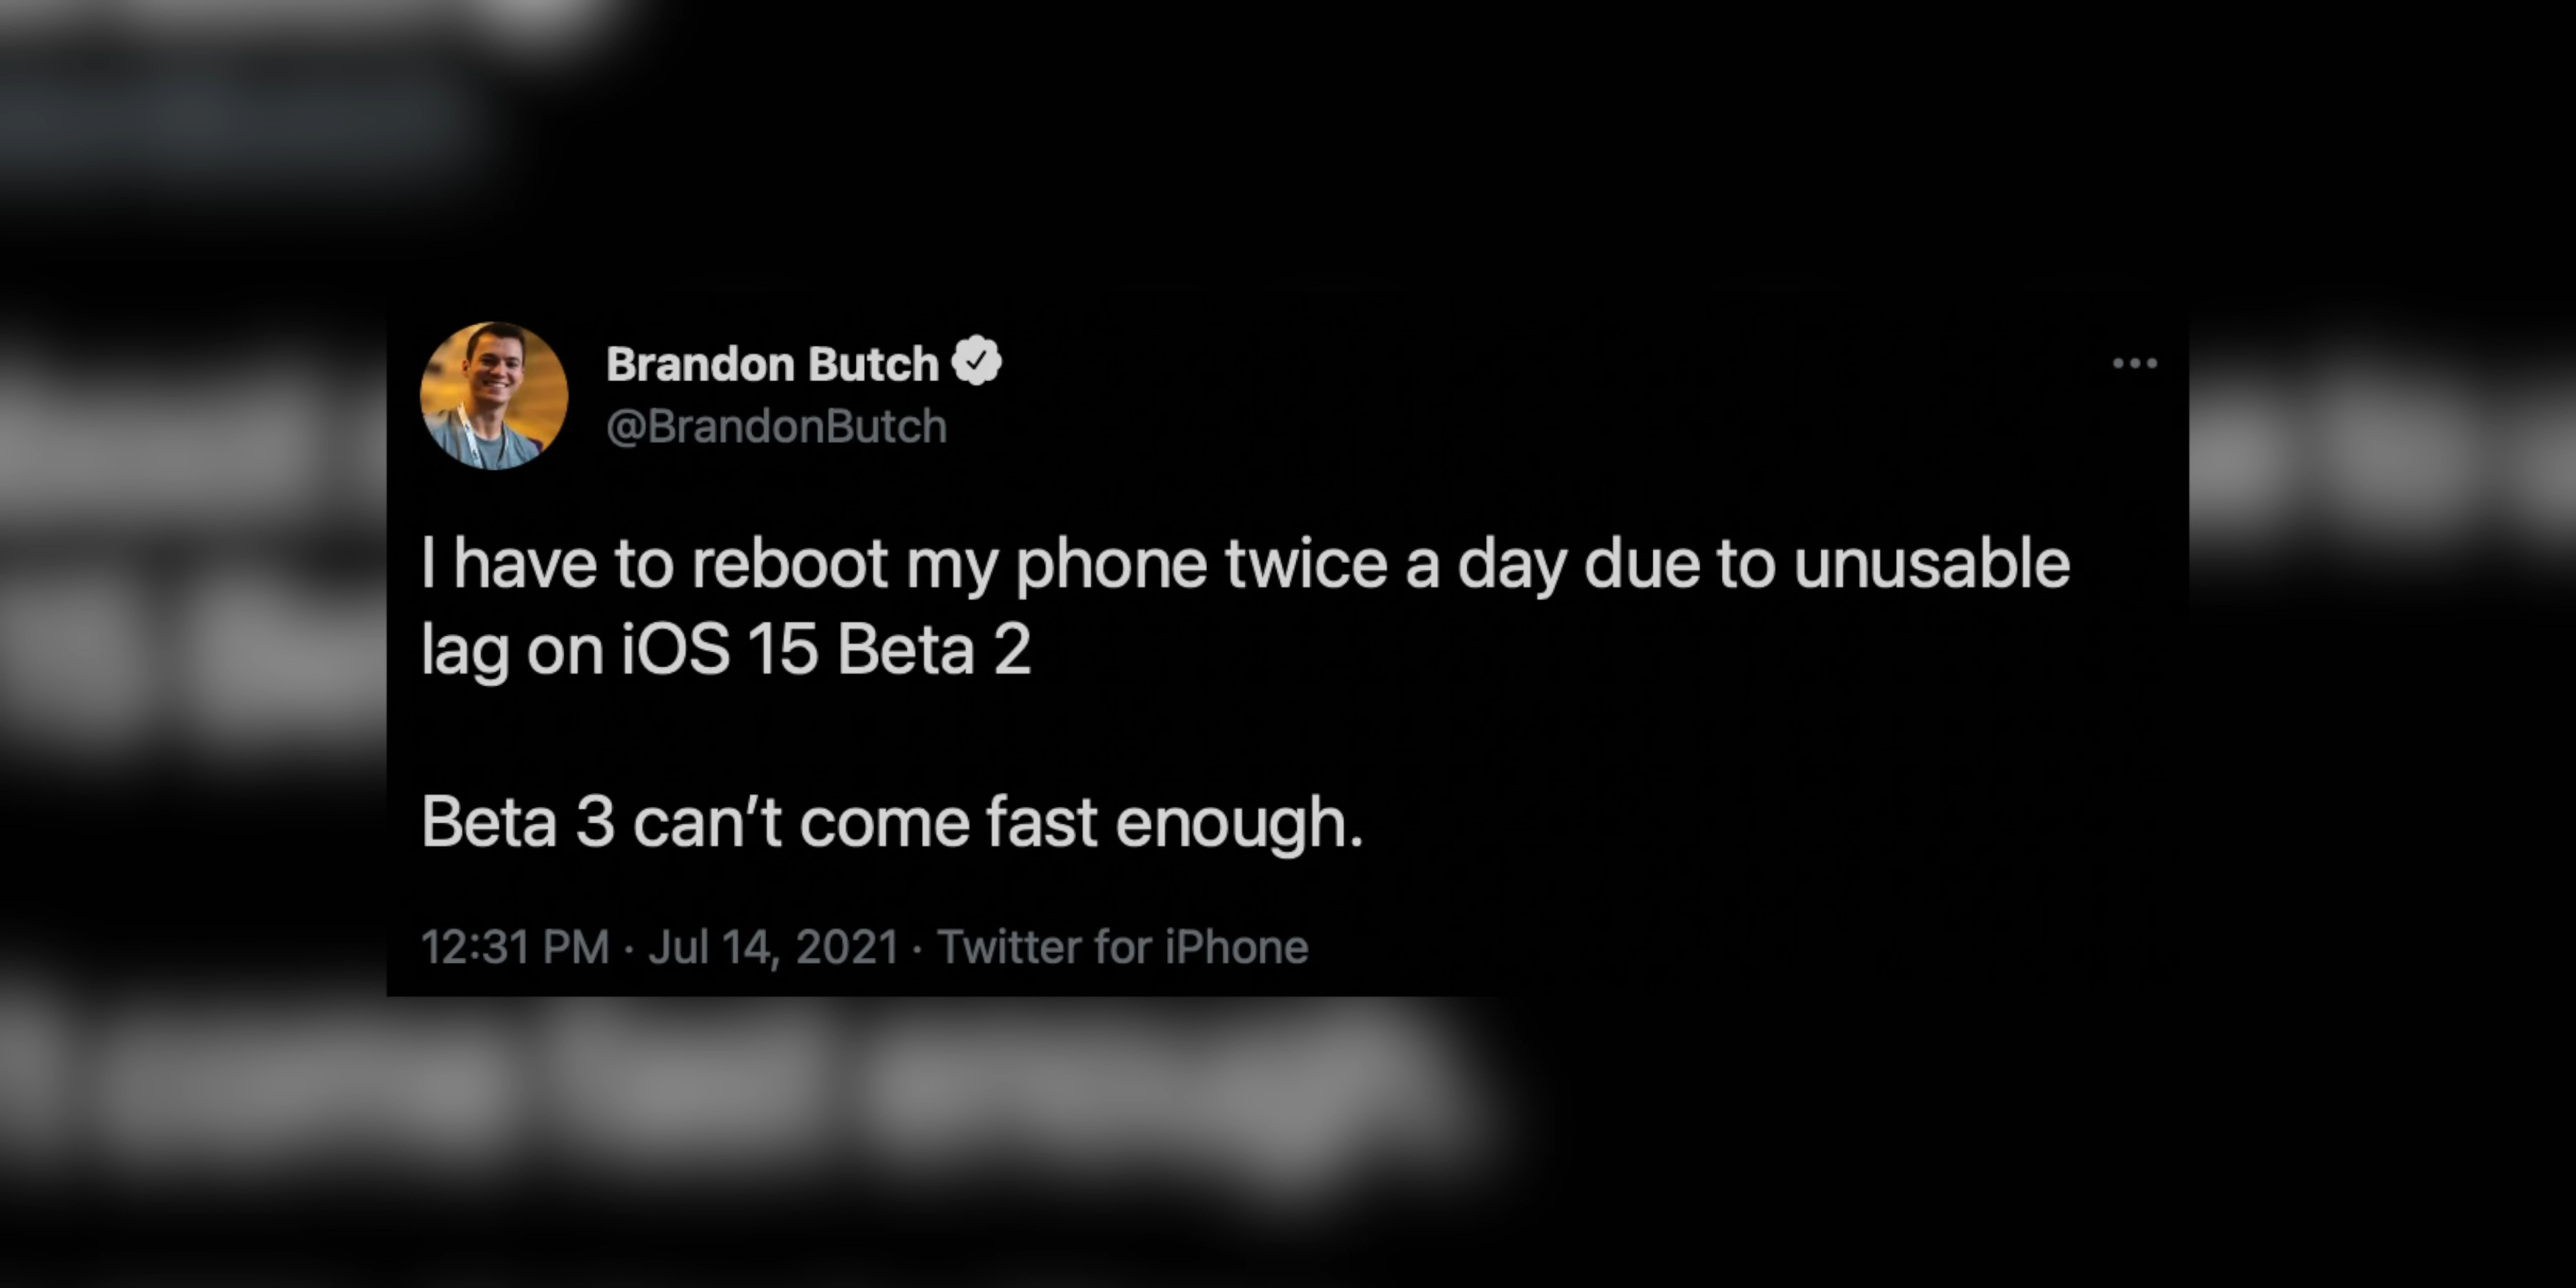 Brandon Butch
@BrandonButch
I have to reboot my phone twice a day due to unusable
lag on iOS 15 Beta 2
Beta 3 can’t come fast enough.
12:31 PM · Jul 14, 2021 · Twitter for iPhone